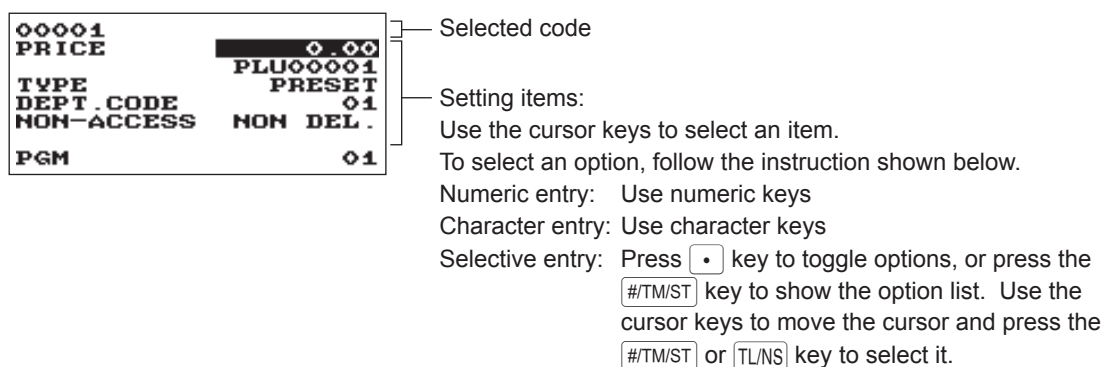 00001
PRICE 0.00
PLU00001
TYPE PRESET
DEPT.CODE 01
NON-ACCESS NON DEL.
PGM 01
Selected code
Setting items:
Use the cursor keys to select an item.
To select an option, follow the instruction shown below.
Numeric entry: Use numeric keys
Character entry: Use character keys
Selective entry: Press • key to toggle options, or press the
#/TM/ST key to show the option list. Use the
cursor keys to move the cursor and press the
#/TM/ST or TL/NS key to select it.